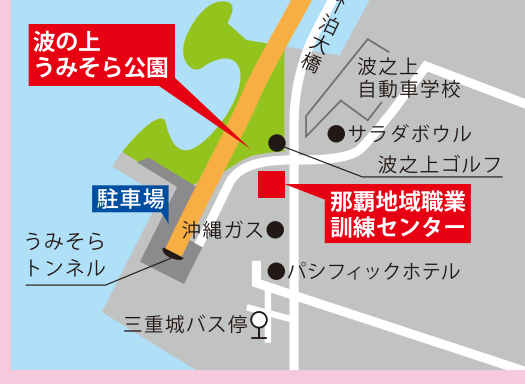 波の上
うみそら公園
泊大橋
波之上
自動車学校
サラダボウル
波之上ゴルフ
駐車場
那覇地域職業
訓練センター
うみそら
トンネル
沖縄ガス
パシフィックホテル
三重城バス停